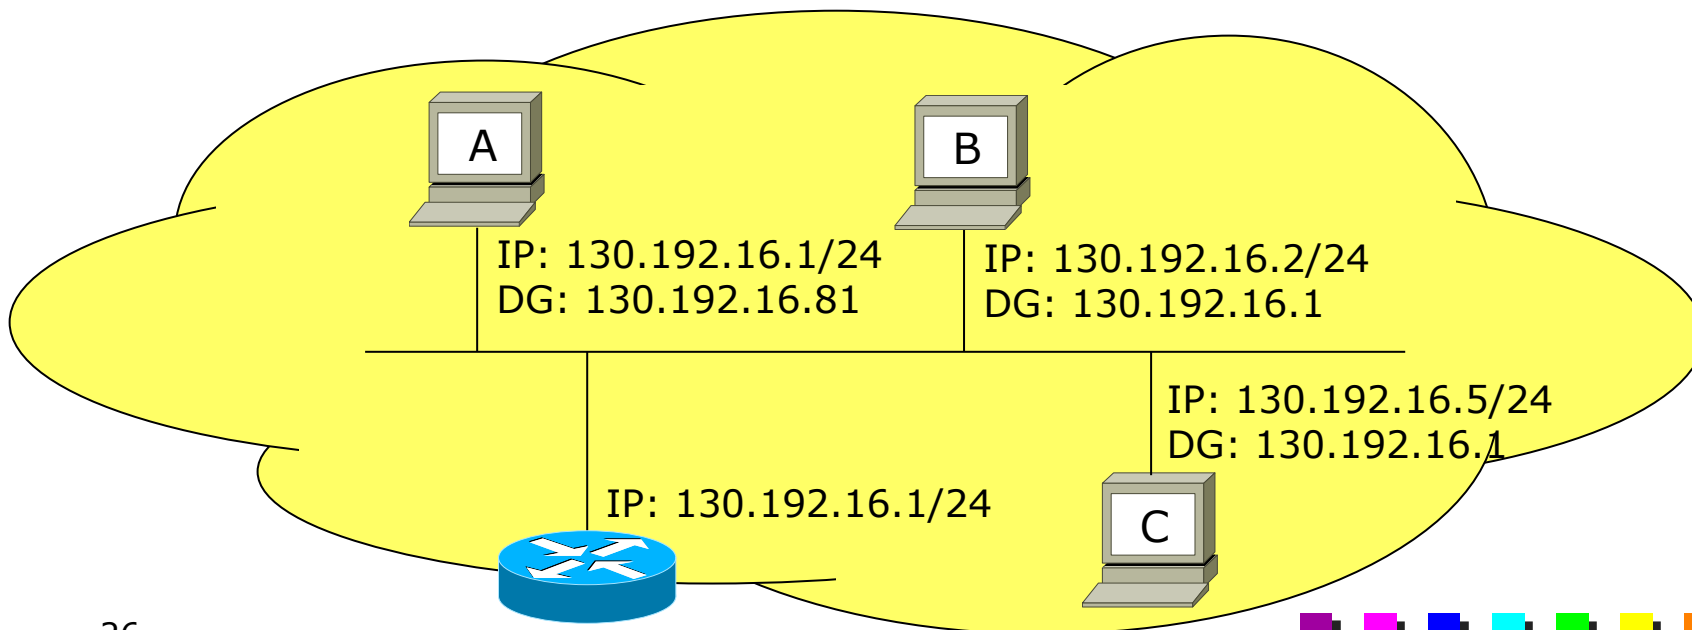 A
B
IP: 130.192.16.1/24
DG: 130.192.16.81
IP: 130.192.16.2/24
DG: 130.192.16.1
IP: 130.192.16.5/24
DG: 130.192.16.1
IP: 130.192.16.1/24
C